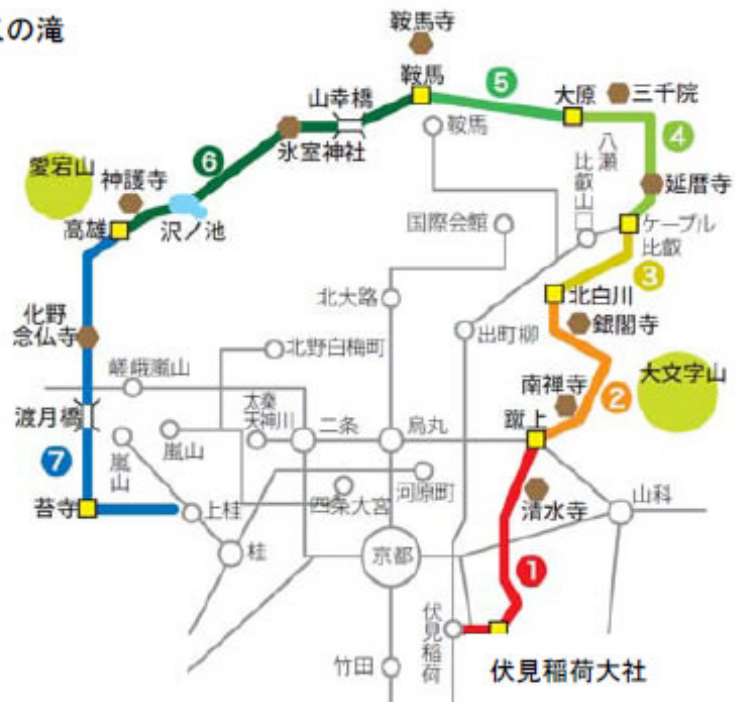 の滝
鞍馬寺
鞍馬
5
大原
三千院
山幸橋
氷室神社
鞍馬
八瀬
比叡山口
4
延暦寺
6
愛宕山
神護寺
高雄
沢ノ池
国際会館
ケーブル
比叡
3
北大路
北白川
化野
念仏寺
出町柳
銀閣寺
北野白梅町
嵯峨嵐山
大文字山
南禅寺
2
渡月橋
嵐山
嵐山
太秦
天神川
二条
烏丸
蹴上
7
苔寺
上桂
四条大宮
河原町
清水寺
山科
桂
京都
1
伏見稲荷
竹田
伏見稲荷大社